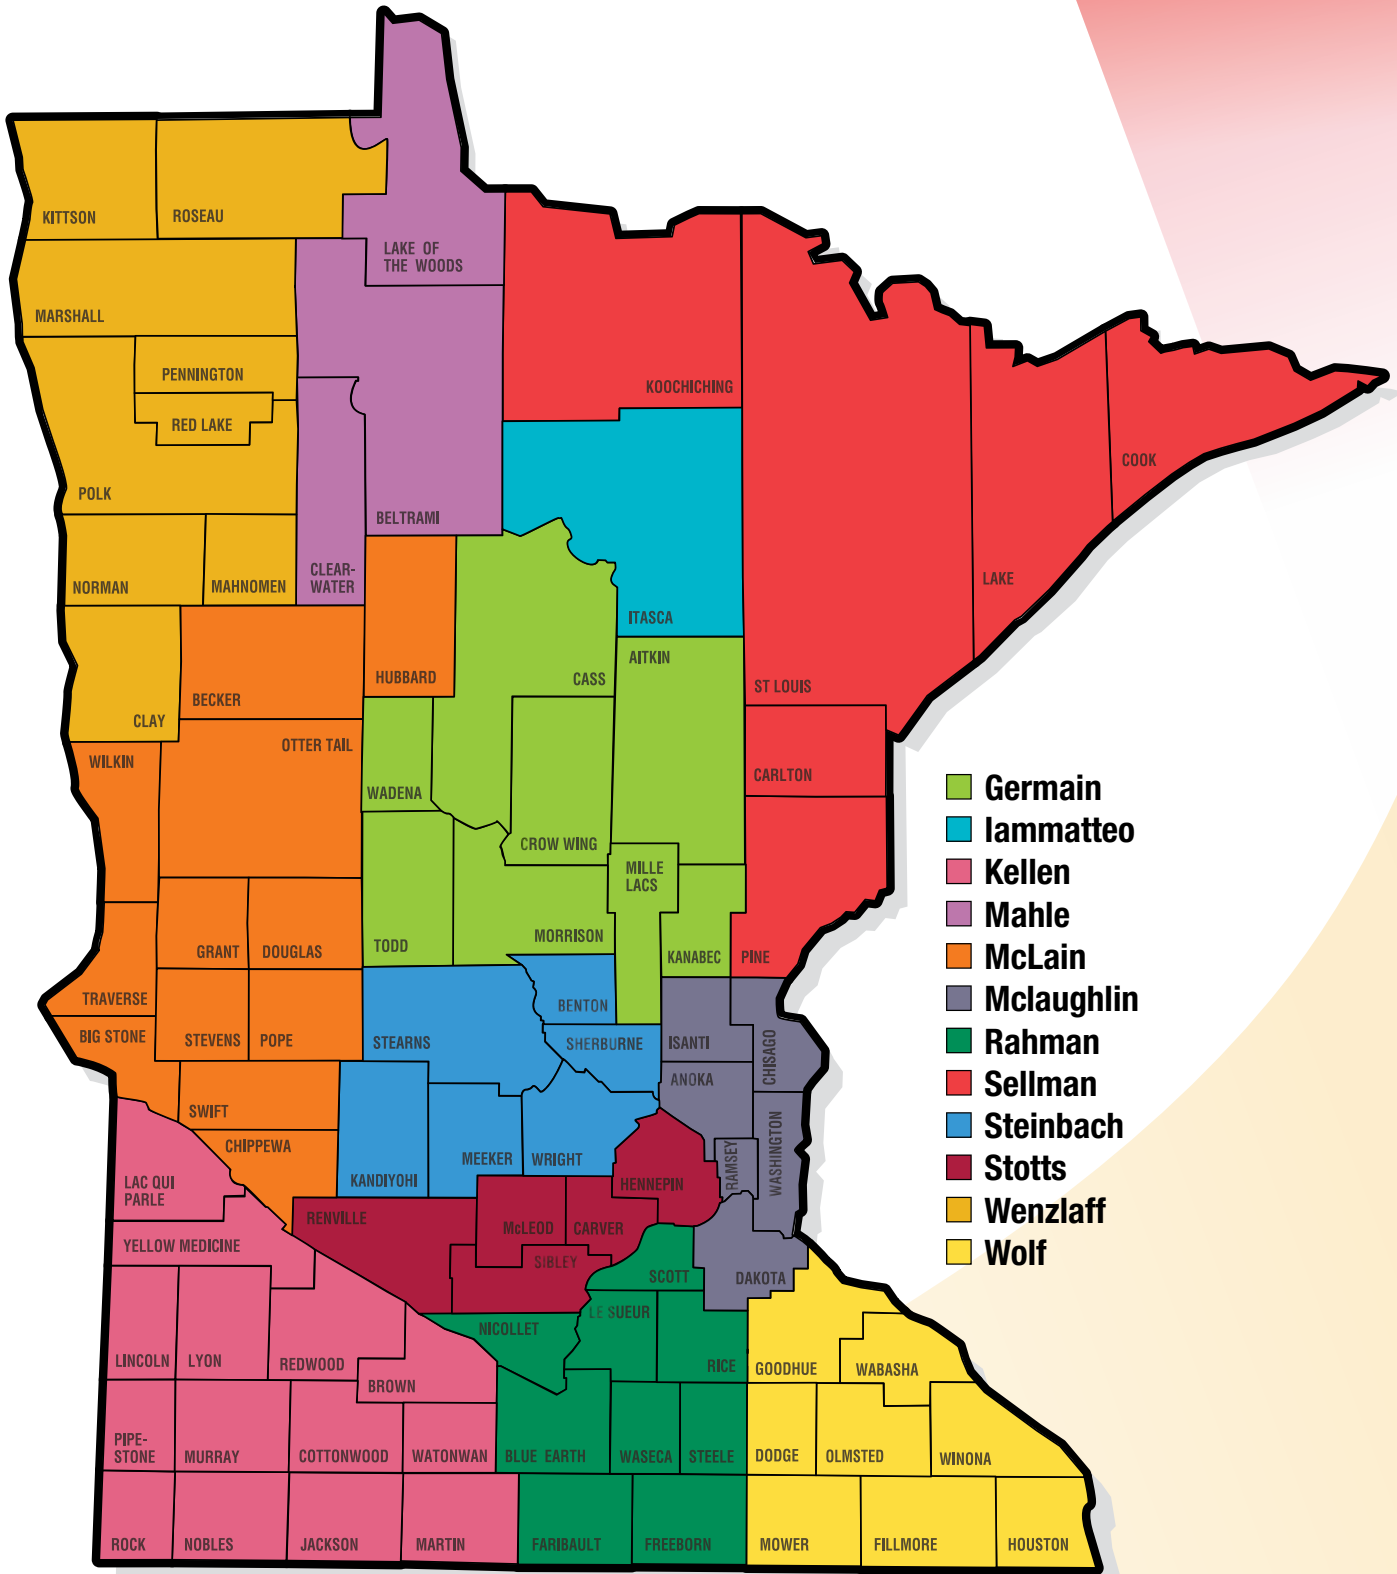 KITTSON
ROSEAU
LAKE OF
THE WOODS
MARSHALL
KOOCHICHING
PENNINGTON
RED LAKE
COOK
POLK
BELTRAMI
CLEAR-
WATER
NORMAN
MAHNOMEN
LAKE
ITASCA
AITKIN
HUBBARD
CASS
ST LOUIS
BECKER
CLAY
OTTER TAIL
WILKIN
CARLTON
WADENA
CROW WING
MILLE
LACS
MORRISON
TODD
GRANT
DOUGLAS
KANABEC
PINE
TRAVERSE
BENTON
BIG STONE
STEVENS
POPE
STEARNS
SHERBURNE
ISANTI
CHISAGO
ANOKA
SWIFT
CHIPPEWA
WASHINGTON
RAMSEY
MEEKER
WRIGHT
KANDIYOHI
HENNEPIN
LAC QUI
PARLE
RENVILLE
McLEOD
CARVER
YELLOW MEDICINE
SIBLEY
SCOTT
DAKOTA
LE SUEUR
NICOLLET
LINCOLN
LYON
REDWOOD
RICE
GOODHUE
WABASHA
BROWN
PIPE-
STONE
MURRAY
COTTONWOOD
WATONWAN
BLUE EARTH
WASECA
STEELE
DODGE
OLMSTED
WINONA
ROCK
NOBLES
JACKSON
MARTIN
FARIBAULT
FREEBORN
MOWER
FILLMORE
HOUSTON
Germain
Iammatteo
Kellen
Mahle
McLain
Mclaughlin
Rahman
Sellman
Steinbach
Stotts
Wenzlaff
Wolf